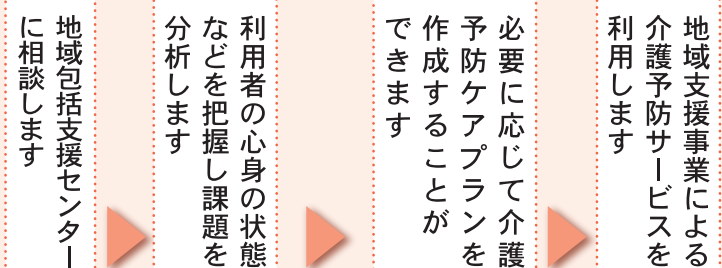 地域包括支援センター
に相談します
利用者の心身の状態
などを把握し課題を
分析します
必要に応じて介護
予防ケアプランを
作成することが
できます
地域支援事業による
介護予防サービスを
利用します